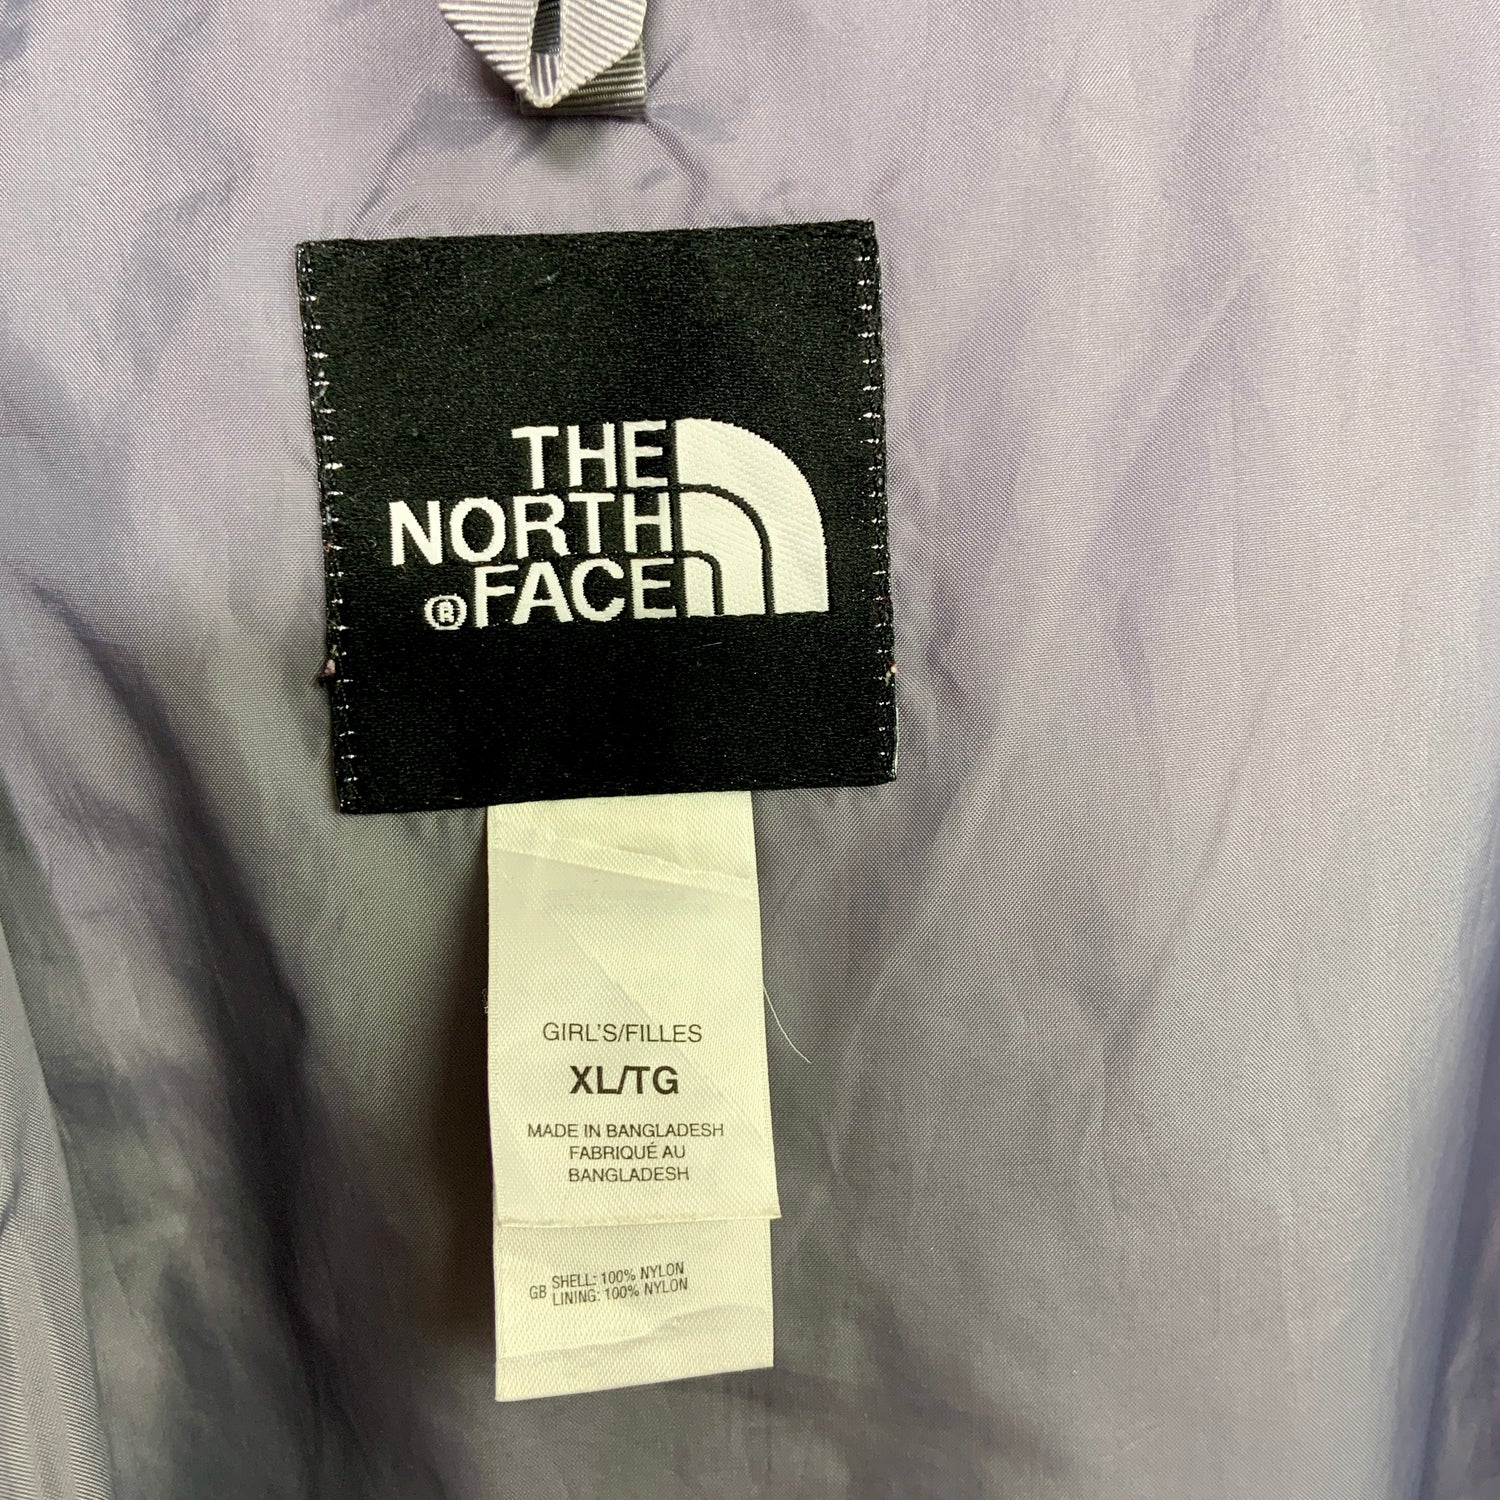 THE
NORTH
®FACE
GIRL'S/FILLES
XL/TG
MADE IN BANGLADESH
FABRIQUÉ AU
BANGLADESH
GB SHELL: 100% NYLON
LINING: 100% NYLON